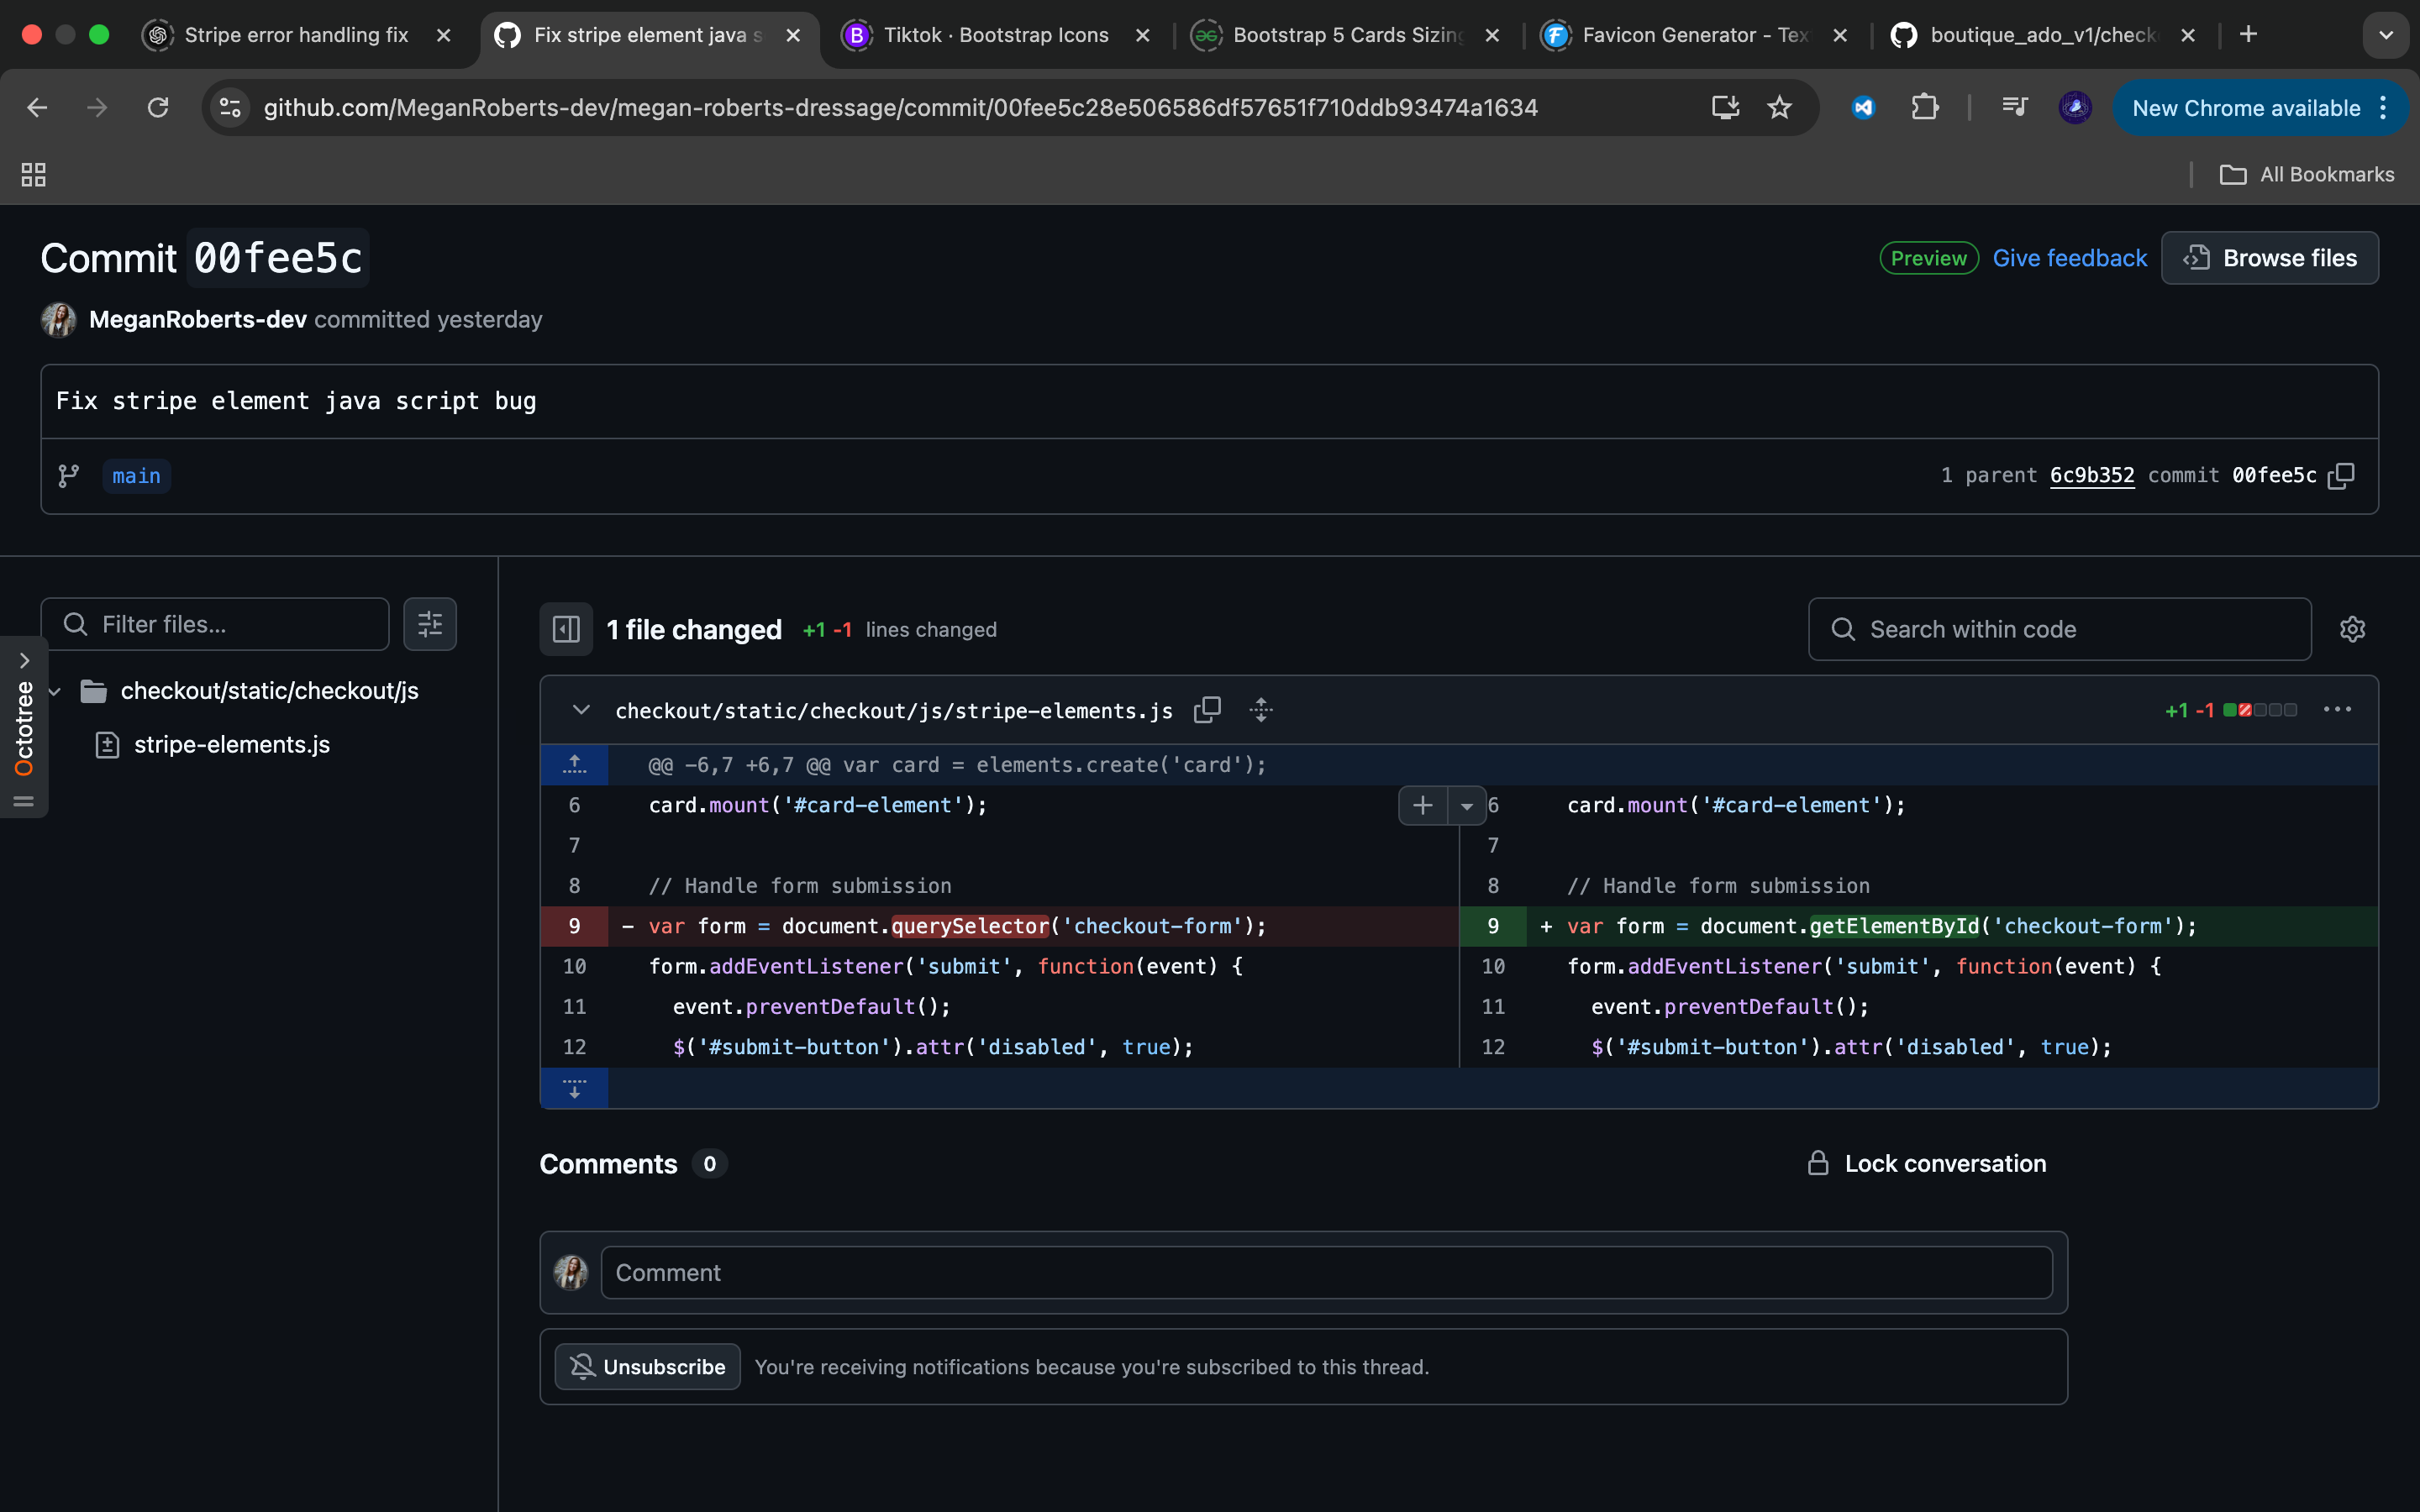 Stripe error handling fix
Fix stripe element java s
Tiktok · Bootstrap Icons
Bootstrap 5 Cards Sizing
Favicon Generator - Tex
boutique_ado_v1/check
github.com/MeganRoberts-dev/megan-roberts-dressage/commit/00fee5c28e506586df57651f710ddb93474a1634
New Chrome available
All Bookmarks
Commit 00fee5c
Preview
Give feedback
Browse files
MeganRoberts-dev committed yesterday
Fix stripe element java script bug
main
1 parent 6c9b352 commit 00fee5c
Filter files...
Octotree
checkout/static/checkout/js
stripe-elements.js
1 file changed +1 -1 lines changed
Search within code
checkout/static/checkout/js/stripe-elements.js
+1 -1
@@ -6,7 +6,7 @@ var card = elements.create('card');
6 card.mount('#card-element');
7
8 // Handle form submission
9 - var form = document.querySelector('checkout-form');
10 form.addEventListener('submit', function(event) {
11 event.preventDefault();
12 $('#submit-button').attr('disabled', true);
6 card.mount('#card-element');
7
8 // Handle form submission
9 + var form = document.getElementById('checkout-form');
10 form.addEventListener('submit', function(event) {
11 event.preventDefault();
12 $('#submit-button').attr('disabled', true);
Comments 0
Lock conversation
Comment
Unsubscribe
You're receiving notifications because you're subscribed to this thread.